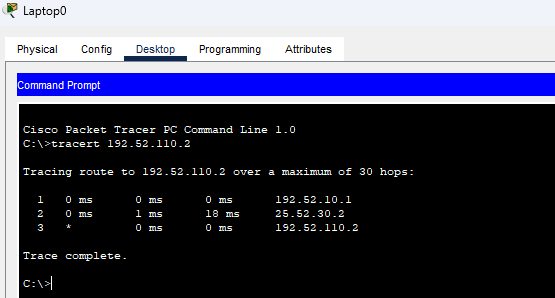 Laptop0
Physical Config Desktop Programming Attributes
Command Prompt
Cisco Packet Tracer PC Command Line 1.0
C:\>tracert 192.52.110.2
Tracing route to 192.52.110.2 over a maximum of 30 hops:
1 0 ms 0 ms 0 ms 192.52.10.1
2 0 ms 1 ms 18 ms 25.52.30.2
3 * 0 ms 0 ms 192.52.110.2
Trace complete.
C:\>